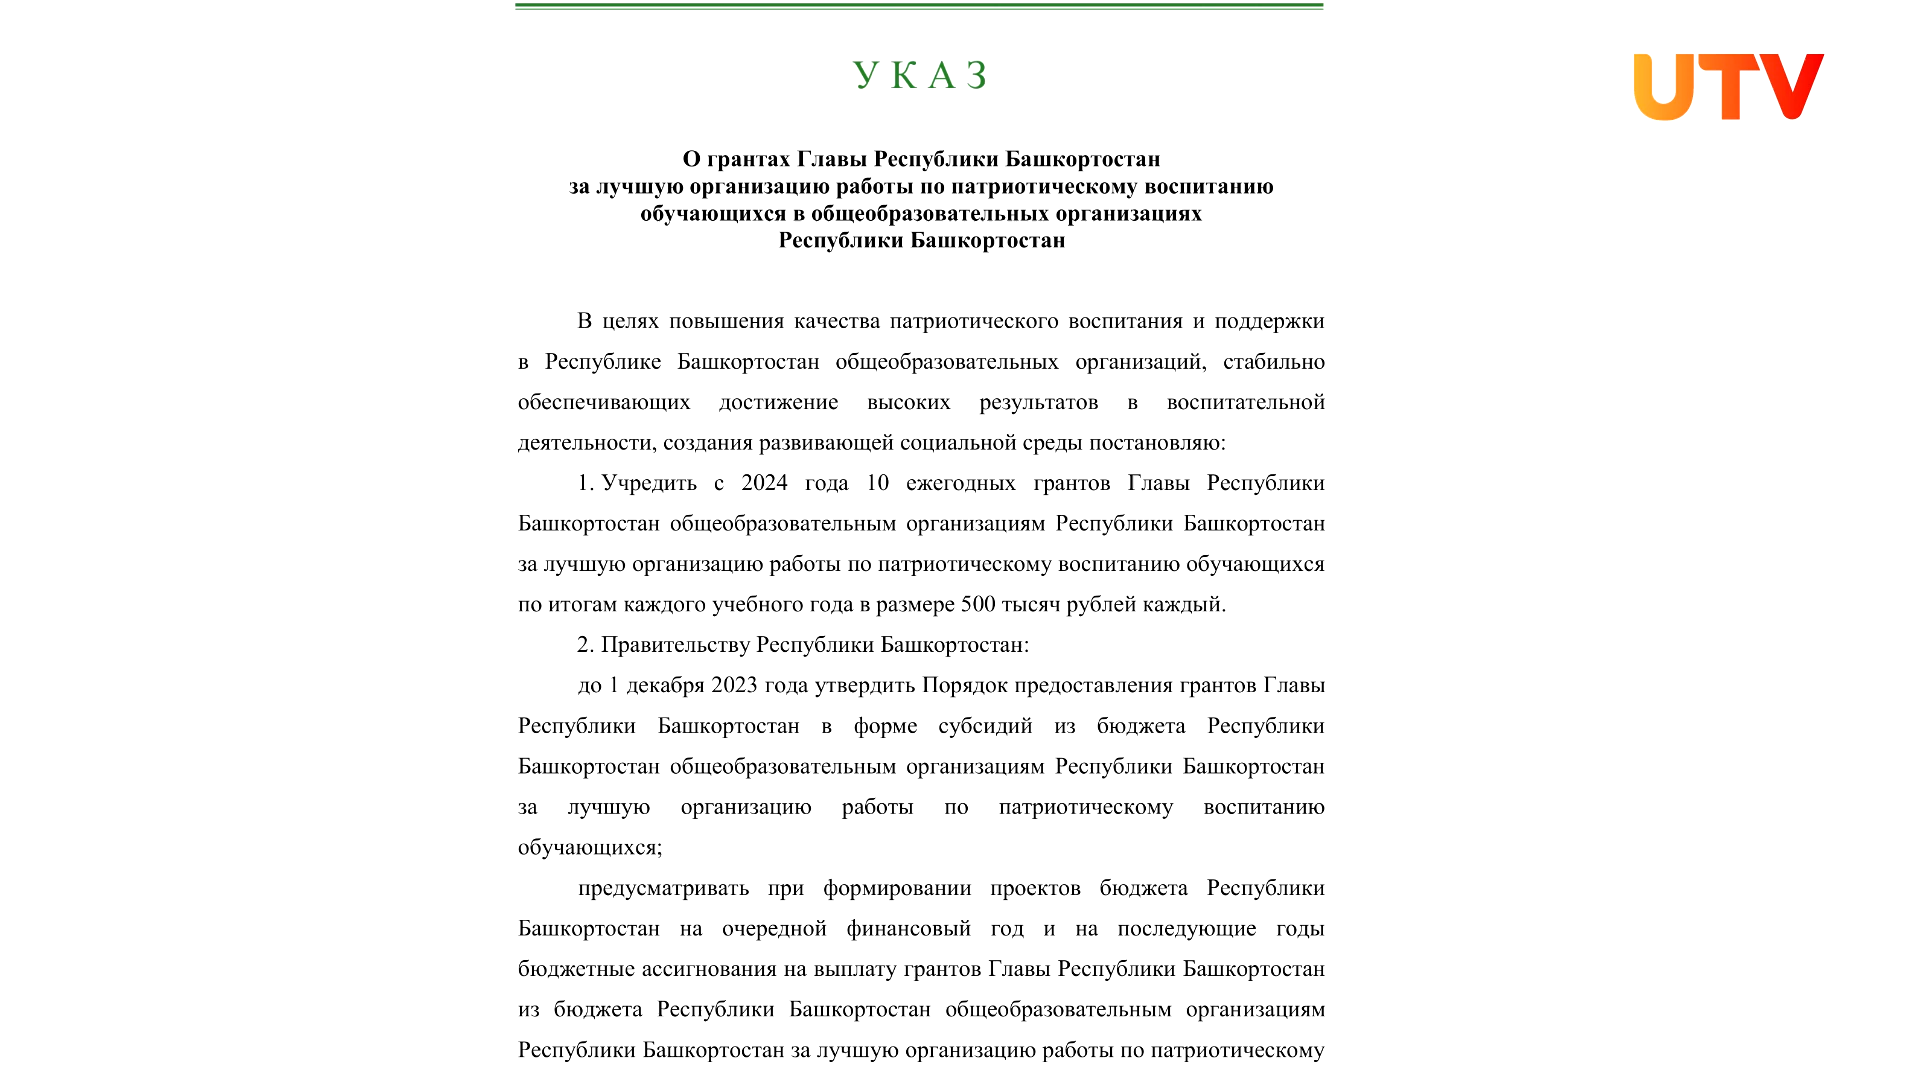 УКАЗ
UTV
О грантах Главы Республики Башкортостан
за лучшую организацию работы по патриотическому воспитанию
обучающихся в общеобразовательных организациях
Республики Башкортостан
В целях повышения качества патриотического воспитания и поддержки
в Республике Башкортостан общеобразовательных организаций, стабильно
обеспечивающих достижение высоких результатов в воспитательной
деятельности, создания развивающей социальной среды постановляю:
1. Учредить с 2024 года 10 ежегодных грантов Главы Республики
Башкортостан общеобразовательным организациям Республики Башкортостан
за лучшую организацию работы по патриотическому воспитанию обучающихся
по итогам каждого учебного года в размере 500 тысяч рублей каждый.
2. Правительству Республики Башкортостан:
до 1 декабря 2023 года утвердить Порядок предоставления грантов Главы
Республики Башкортостан в форме субсидий из бюджета Республики
Башкортостан общеобразовательным организациям Республики Башкортостан
за лучшую организацию работы по патриотическому воспитанию
обучающихся;
предусматривать при формировании проектов бюджета Республики
Башкортостан на очередной финансовый год и на последующие годы
бюджетные ассигнования на выплату грантов Главы Республики Башкортостан
из бюджета Республики Башкортостан общеобразовательным организациям
Республики Башкортостан за лучшую организацию работы по патриотическому